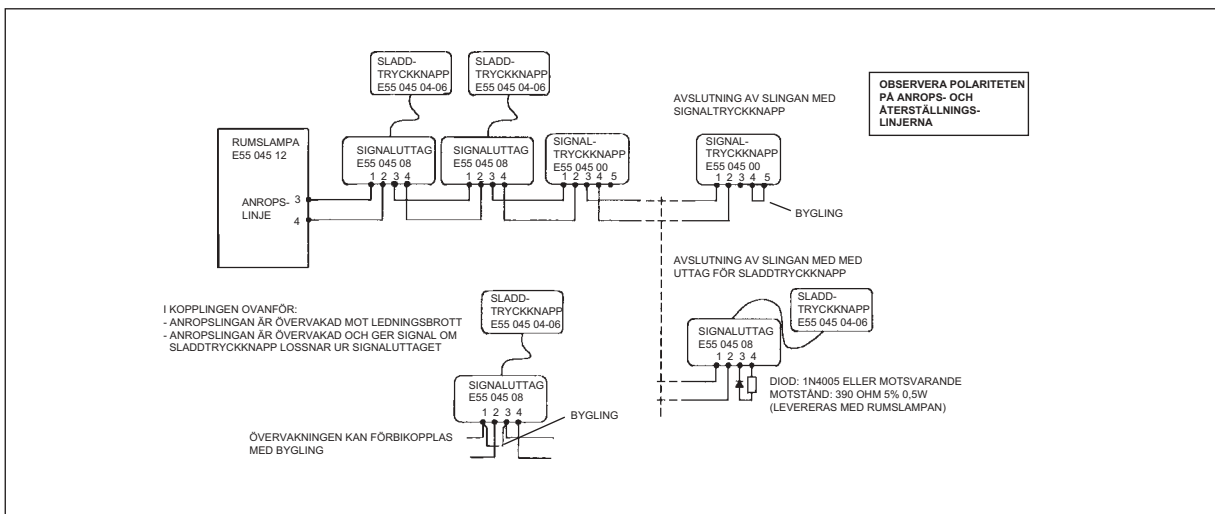 SLADD-
TRYCKKNAPP
E55 045 04-06
SLADD-
TRYCKKNAPP
E55 045 04-06
OBSERVERA POLARITETEN
PÅ ANROPS- OCH
ÅTERSTÄLLNINGS-
LINJERNA
AVSLUTNING AV SLINGAN MED
SIGNALTRYCKKNAPP
RUMSLAMPA
E55 045 12
ANROPS-
LINJE
3
4
SIGNALUTTAG
E55 045 08
1 2 3 4
SIGNALUTTAG
E55 045 08
1 2 3 4
SIGNAL-
TRYCKKNAPP
E55 045 00
1 2 3 4 5
SIGNAL-
TRYCKKNAPP
E55 045 00
1 2 3 4 5
BYGLING
AVSLUTNING AV SLINGAN MED MED
UTTAG FÖR SLADDTRYCKKNAPP
I KOPPLINGEN OVANFÖR:
- ANROPSLINGAN ÄR ÖVERVAKAD MOT LEDNINGSBROTT
- ANROPSLINGAN ÄR ÖVERVAKAD OCH GER SIGNAL OM
SLADDTRYCKKNAPP LOSSNAR UR SIGNALUTTAGET
SLADD-
TRYCKKNAPP
E55 045 04-06
SIGNALUTTAG
E55 045 08
1 2 3 4
BYGLING
ÖVERVAKNINGEN KAN FÖRBIKOPPLAS
MED BYGLING
SLADD-
TRYCKKNAPP
E55 045 04-06
SIGNALUTTAG
E55 045 08
1 2 3 4
DIOD: 1N4005 ELLER MOTSVARANDE
MOTSTÅND: 390 OHM 5% 0,5W
(LEVERERAS MED RUMSLAMPAN)